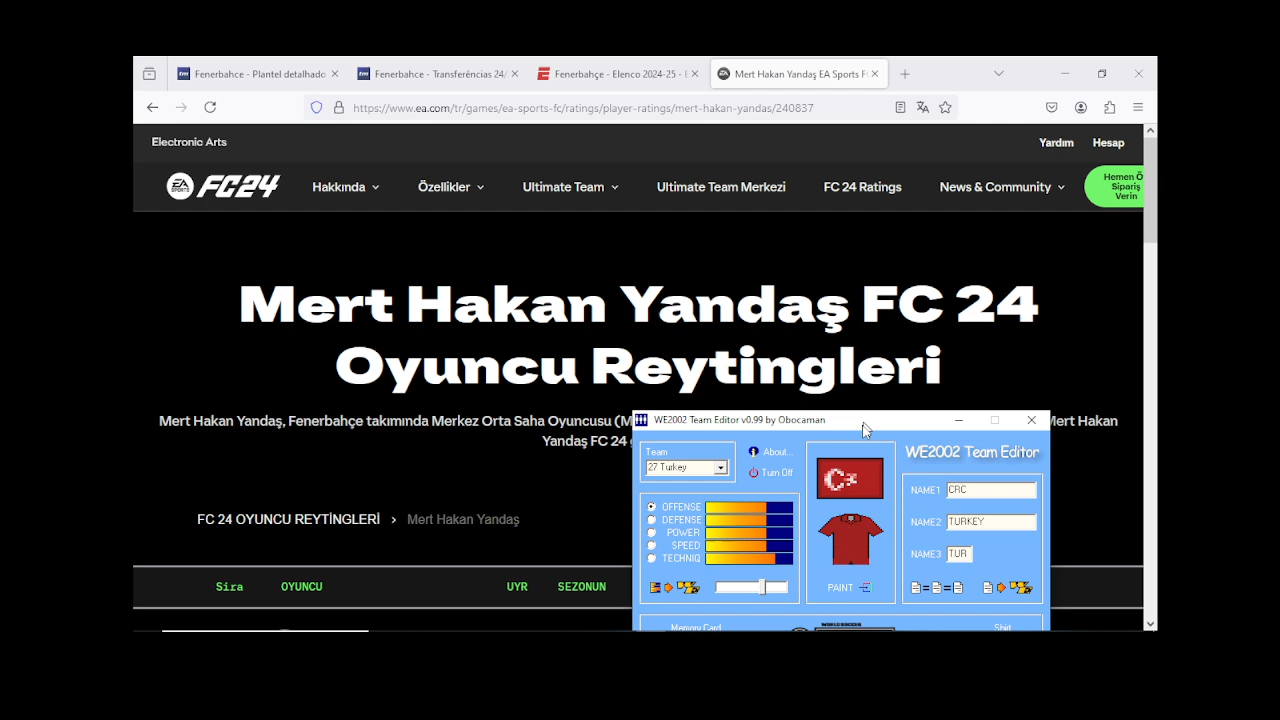 Fenerbahce - Plantel detalhado
Fenerbahce - Transferências 24/
Fenerbahçe - Elenco 2024-25 - E
Mert Hakan Yandaş EA Sports F
https://www.ea.com/tr/games/ea-sports-fc/ratings/player-ratings/mert-hakan-yandas/240837
Electronic Arts
Yardım
Hesap
EA SPORTS FC24
Hakkında
Özellikler
Ultimate Team
Ultimate Team Merkezi
FC 24 Ratings
News & Community
Hemen Ö
Sipariş
Verin
Mert Hakan Yandaş FC 24
Oyuncu Reytingleri
Mert Hakan Yandaş, Fenerbahçe takımında Merkez Orta Saha Oyuncusu (M
Mert Hakan
Yandaş FC 24
FC 24 OYUNCU REYTİNGLERİ › Mert Hakan Yandaş
Sira
OYUNCU
UYR
SEZONUN
WE2002 Team Editor v0.99 by Obocaman
Team
27 Turkey
About...
Turn Off
OFFENSE
DEFENSE
POWER
SPEED
TECHNIQ
PAINT
WE2002 Team Editor
NAME1 CRC
NAME2 TURKEY
NAME3 TUR
Memory Card
Shirt